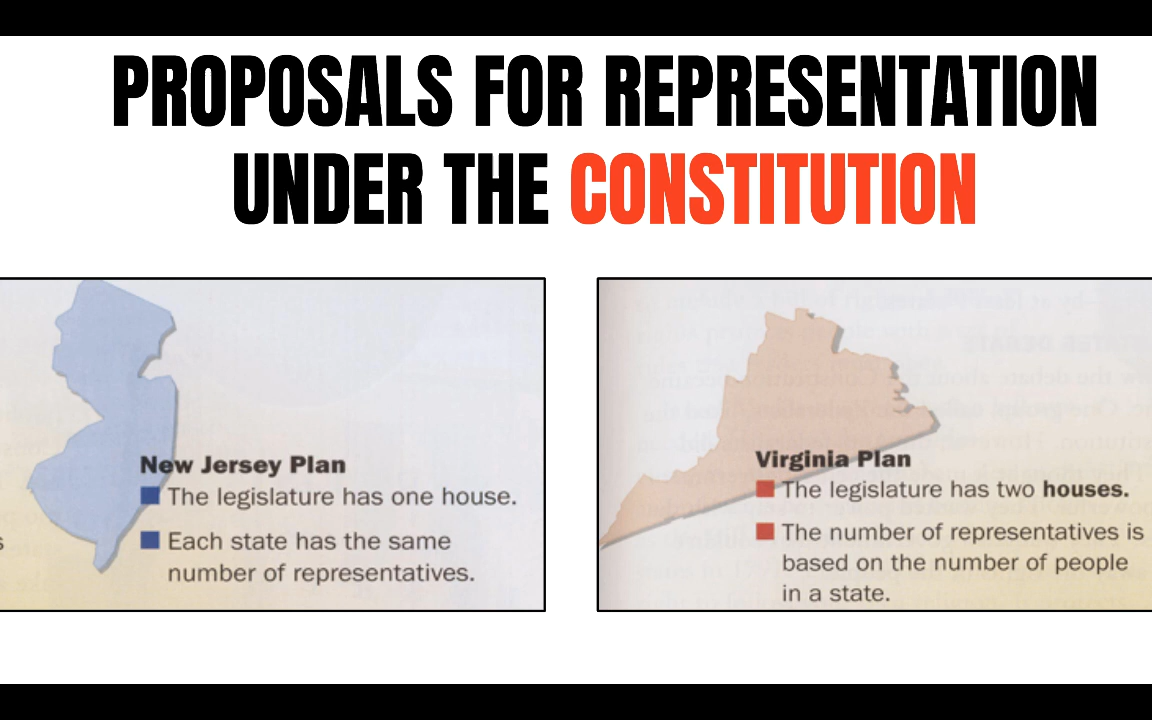 PROPOSALS FOR REPRESENTATION
UNDER THE CONSTITUTION
New Jersey Plan
The legislature has one house.
Each state has the same
number of representatives.
s
Virginia Plan
The legislature has two houses.
The number of representatives is
based on the number of people
in a state.